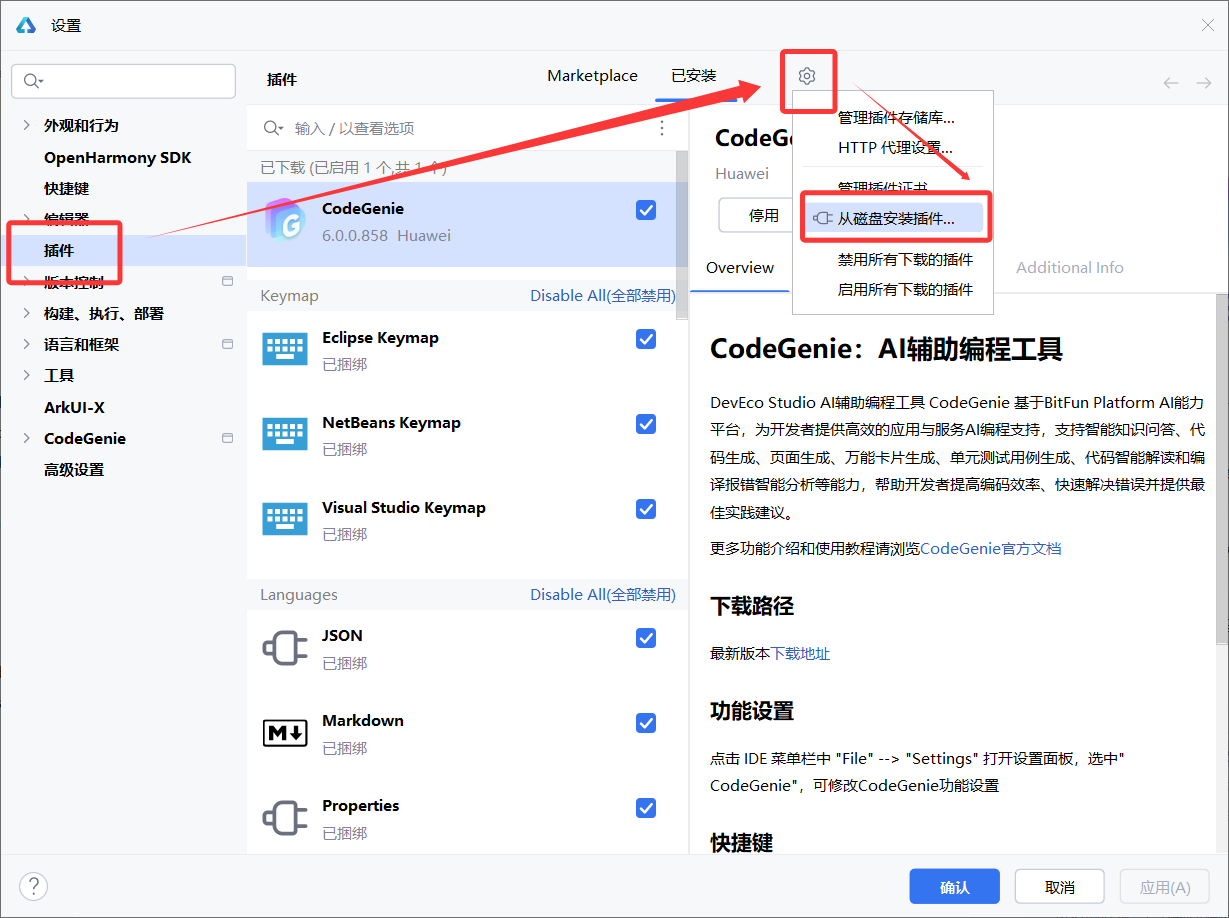 设置
插件
Marketplace
已安装
外观和行为
OpenHarmony SDK
快捷键
编辑器
插件
版本控制
构建、执行、部署
语言和框架
工具
ArkUI-X
CodeGenie
高级设置
输入 / 以查看选项
已下载 (已启用 1 个,共 1 个)
CodeGenie
6.0.0.858 Huawei
Keymap
Disable All(全部禁用)
Eclipse Keymap
已捆绑
NetBeans Keymap
已捆绑
Visual Studio Keymap
已捆绑
Languages
Disable All(全部禁用)
JSON
已捆绑
Markdown
已捆绑
Properties
已捆绑
管理插件存储库...
HTTP 代理设置...
管理插件证书
从磁盘安装插件...
禁用所有下载的插件
启用所有下载的插件
CodeGe
Huawei
停用
Overview
Additional Info
CodeGenie：AI辅助编程工具
DevEco Studio AI辅助编程工具 CodeGenie 基于BitFun Platform AI能力
平台，为开发者提供高效的应用与服务AI编程支持，支持智能知识问答、代
码生成、页面生成、万能卡片生成、单元测试用例生成、代码智能解读和编
译报错智能分析等能力，帮助开发者提高编码效率、快速解决错误并提供最
佳实践建议。
更多功能介绍和使用教程请浏览CodeGenie官方文档
下载路径
最新版本下载地址
功能设置
点击 IDE 菜单栏中 "File" --> "Settings" 打开设置面板，选中"
CodeGenie"，可修改CodeGenie功能设置
快捷键
?
确认
取消
应用(A)